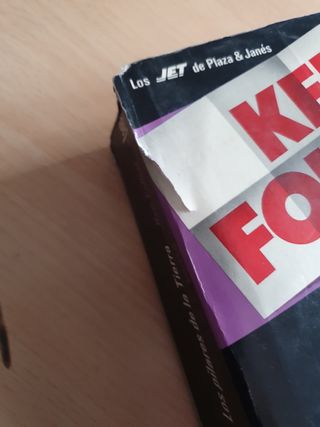 Los JET de Plaza & Janés
KE
FO
Los pilares de la Tierra